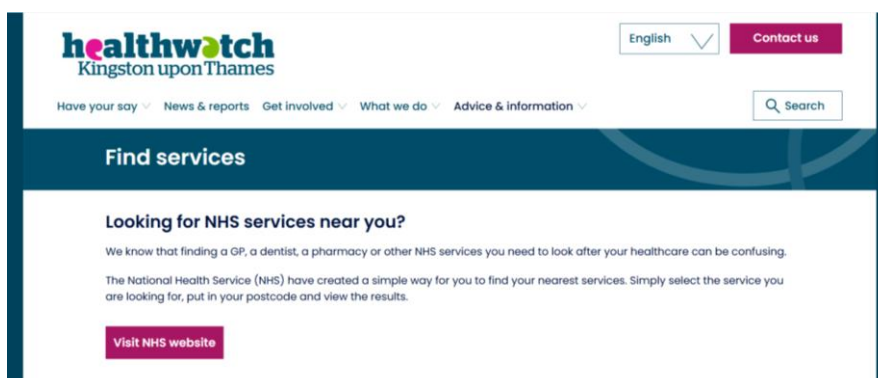 healthwatch
Kingston upon Thames
English
Contact us
Have your say
News & reports
Get involved
What we do
Advice & information
Search
Find services
Looking for NHS services near you?
We know that finding a GP, a dentist, a pharmacy or other NHS services you need to look after your healthcare can be confusing.
The National Health Service (NHS) have created a simple way for you to find your nearest services. Simply select the service you
are looking for, put in your postcode and view the results.
Visit NHS website